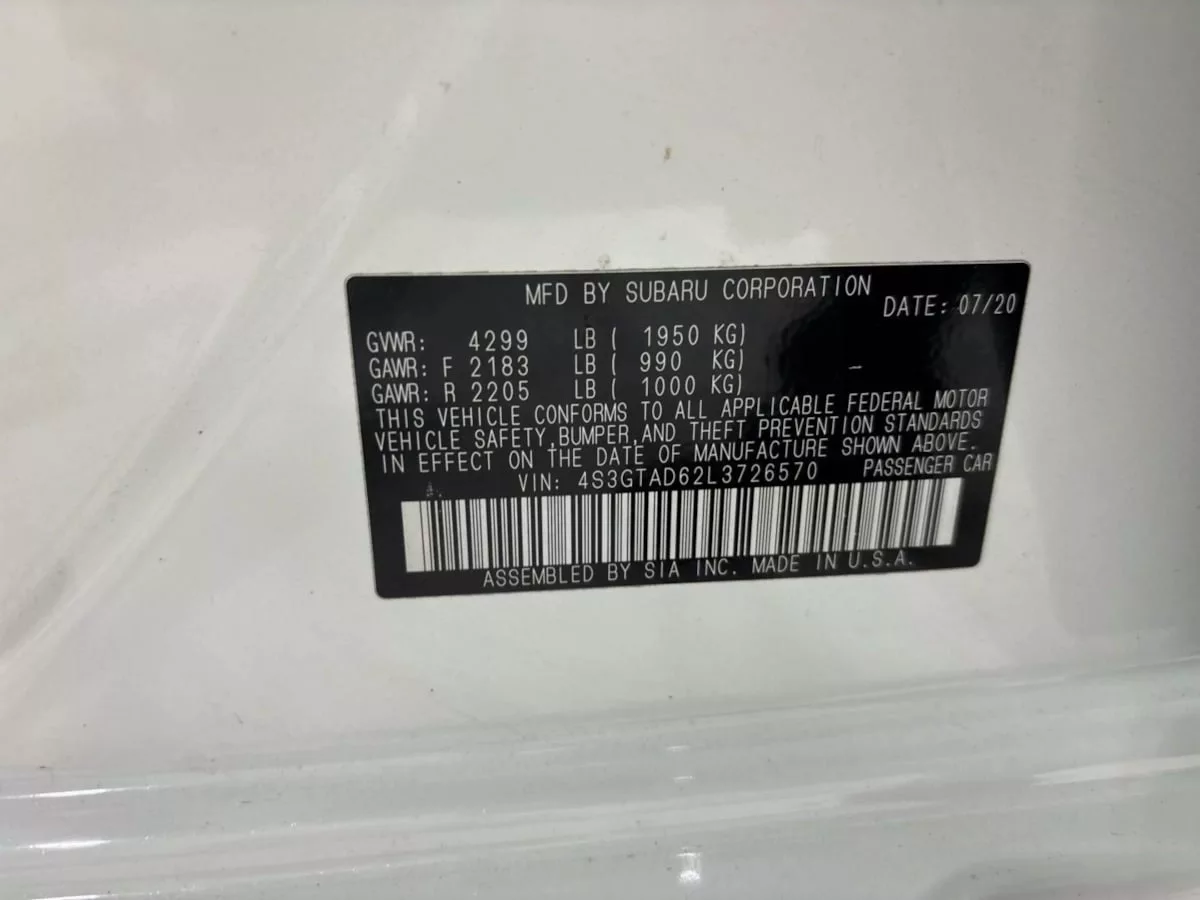 MFD BY SUBARU CORPORATION
DATE: 07/20
GVWR: 4299 LB ( 1950 KG)
GAWR: F 2183 LB ( 990 KG)
GAWR: R 2205 LB ( 1000 KG)
THIS VEHICLE CONFORMS TO ALL APPLICABLE FEDERAL MOTOR
VEHICLE SAFETY,BUMPER,AND THEFT PREVENTION STANDARDS
IN EFFECT ON THE DATE OF MANUFACTURE SHOWN ABOVE.
VIN: 4S3GTAD62L3726570 PASSENGER CAR
ASSEMBLED BY SIA INC. MADE IN U.S.A.